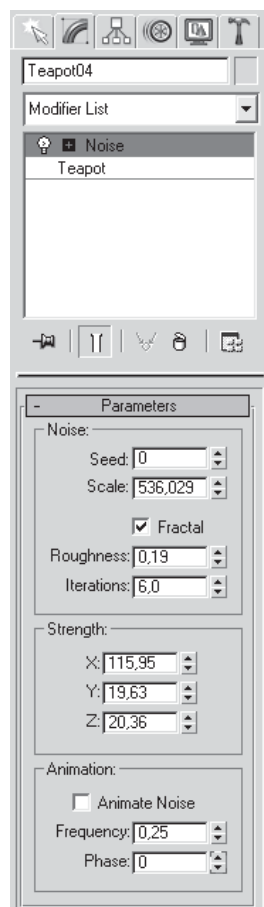 Teapot04
Modifier List
Noise
Teapot
Parameters
Noise:
Seed: 0
Scale: 536,029
Fractal
Roughness: 0,19
Iterations: 6,0
Strength:
X: 115,95
Y: 19,63
Z: 20,36
Animation:
Animate Noise
Frequency: 0,25
Phase: 0